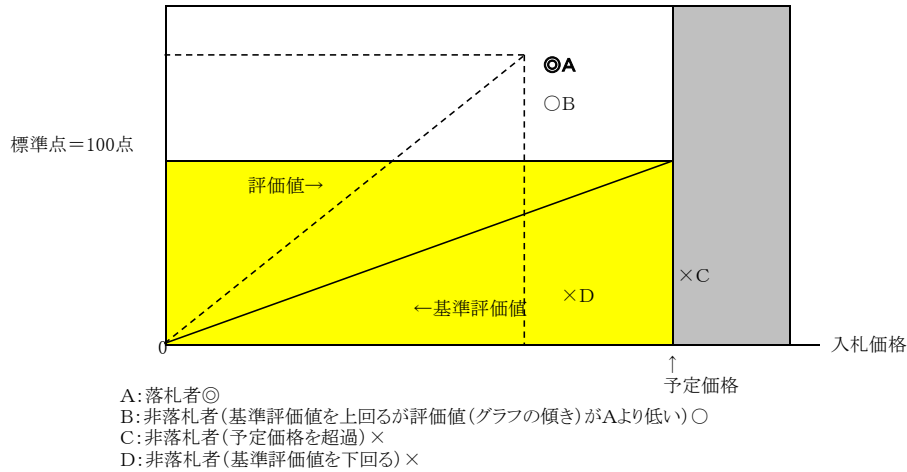 ◎A
○B
標準点＝100点
評価値→
×C
×D
←基準評価値
0
入札価格
↑
予定価格
A：落札者◎
B：非落札者（基準評価値を上回るが評価値（グラフの傾き）がAより低い）○
C：非落札者（予定価格を超過）×
D：非落札者（基準評価値を下回る）×